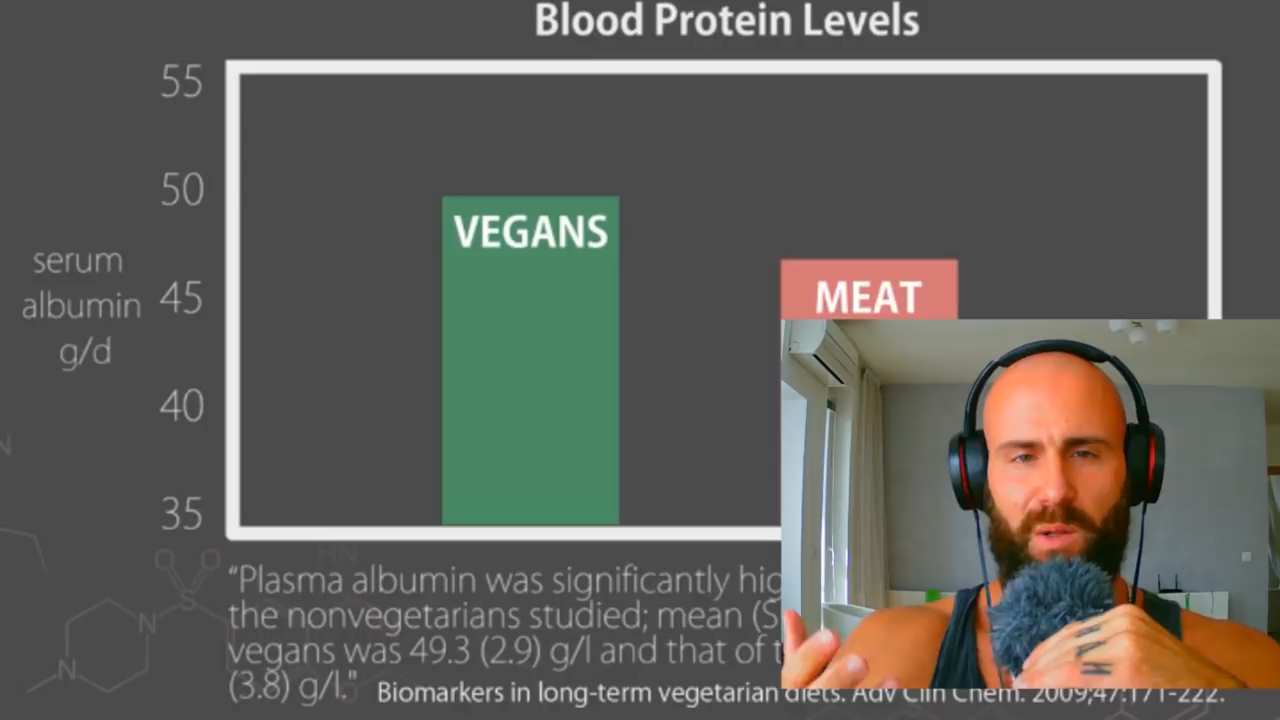 Blood Protein Levels
55
50
45
40
35
serum
albumin
g/d
VEGANS
MEAT
“Plasma albumin was significantly hig
the nonvegetarians studied; mean (S
vegans was 49.3 (2.9) g/l and that of t
(3.8) g/l."
Biomarkers in long-term vegetarian diets. Adv Clin Chem. 2009;47:171-222.
N
S
O
O
N
HN
N